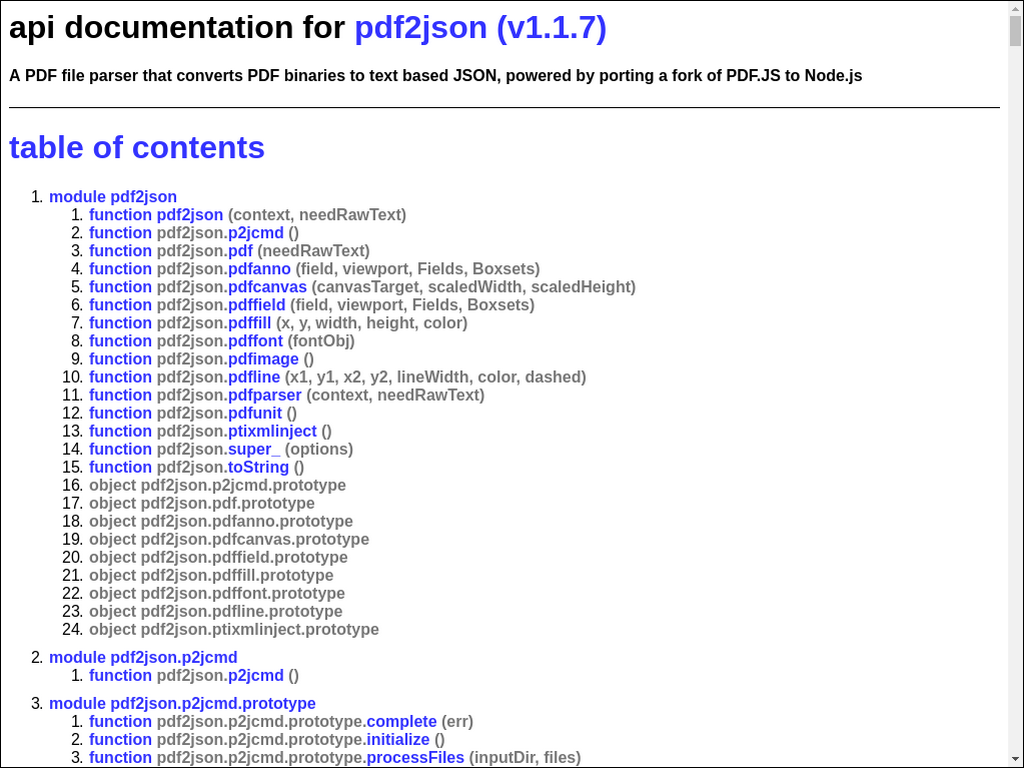 api documentation for pdf2json (v1.1.7)
A PDF file parser that converts PDF binaries to text based JSON, powered by porting a fork of PDF.JS to Node.js
table of contents
1. module pdf2json
1. function pdf2json (context, needRawText)
2. function pdf2json.p2jcmd ()
3. function pdf2json.pdf (needRawText)
4. function pdf2json.pdfanno (field, viewport, Fields, Boxsets)
5. function pdf2json.pdfcanvas (canvasTarget, scaledWidth, scaledHeight)
6. function pdf2json.pdffield (field, viewport, Fields, Boxsets)
7. function pdf2json.pdffill (x, y, width, height, color)
8. function pdf2json.pdffont (fontObj)
9. function pdf2json.pdfimage ()
10. function pdf2json.pdfline (x1, y1, x2, y2, lineWidth, color, dashed)
11. function pdf2json.pdfparser (context, needRawText)
12. function pdf2json.pdfunit ()
13. function pdf2json.ptixmlinject ()
14. function pdf2json.super_ (options)
15. function pdf2json.toString ()
16. object pdf2json.p2jcmd.prototype
17. object pdf2json.pdf.prototype
18. object pdf2json.pdfanno.prototype
19. object pdf2json.pdfcanvas.prototype
20. object pdf2json.pdffield.prototype
21. object pdf2json.pdffill.prototype
22. object pdf2json.pdffont.prototype
23. object pdf2json.pdfline.prototype
24. object pdf2json.ptixmlinject.prototype
2. module pdf2json.p2jcmd
1. function pdf2json.p2jcmd ()
3. module pdf2json.p2jcmd.prototype
1. function pdf2json.p2jcmd.prototype.complete (err)
2. function pdf2json.p2jcmd.prototype.initialize ()
3. function pdf2json.p2jcmd.prototype.processFiles (inputDir, files)